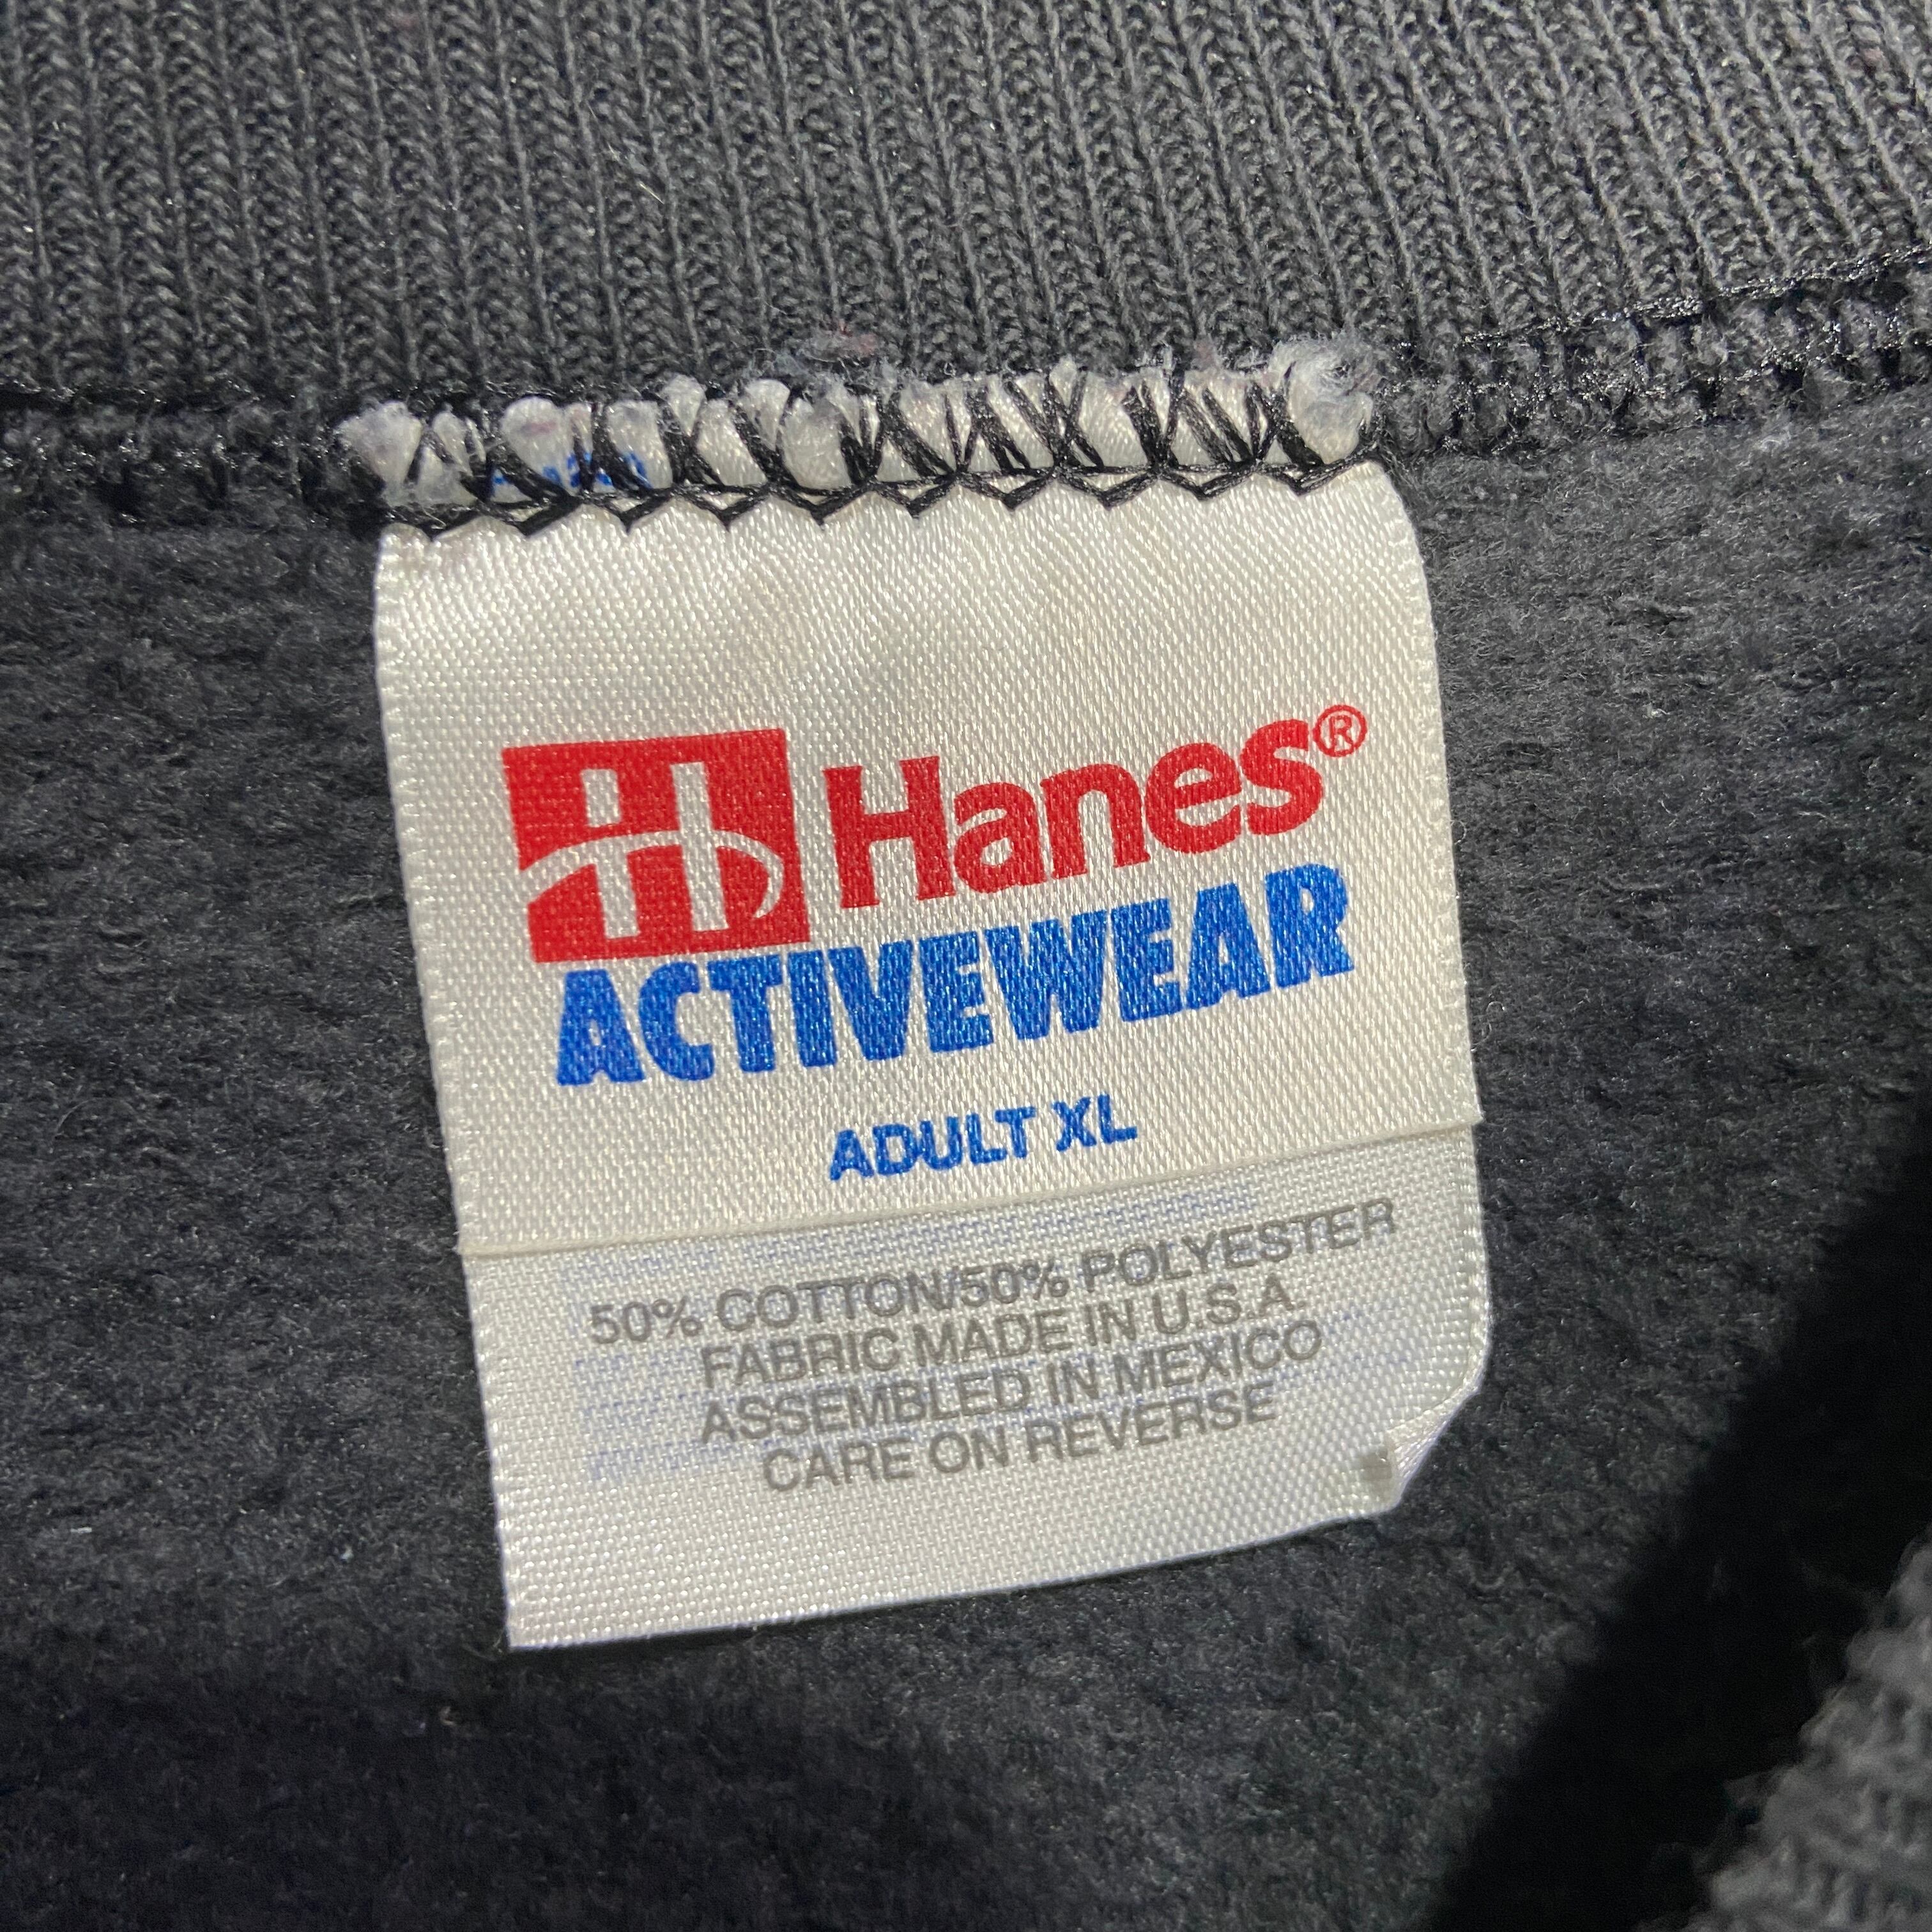 Hanes®
ACTIVEWEAR
ADULT XL
50% COTTON/50% POLYESTER
FABRIC MADE IN U.S.A.
ASSEMBLED IN MEXICO
CARE ON REVERSE